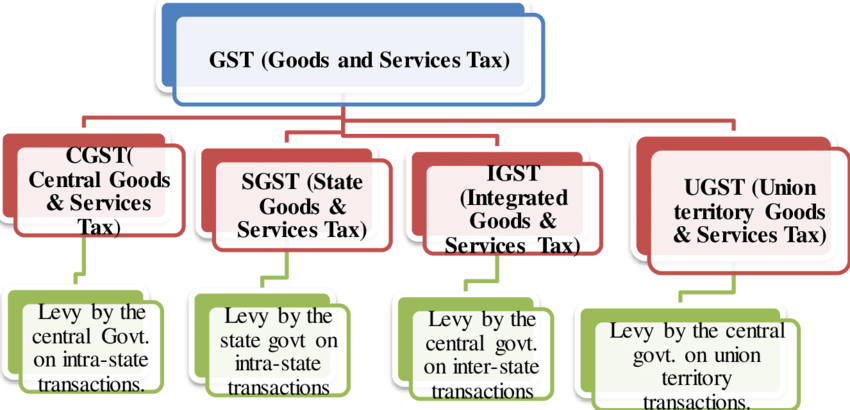 GST (Goods and Services Tax)
CGST(
Central Goods
& Services
Tax)
SGST (State
Goods &
Services Tax)
IGST
(Integrated
Goods &
Services Tax)
UGST (Union
territory Goods
& Services Tax)
Levy by the
central Govt.
on intra-state
transactions.
Levy by the
state govt on
intra-state
transactions
Levy by the
central govt.
on inter-state
transactions
Levy by the central
govt. on union
territory
transactions.